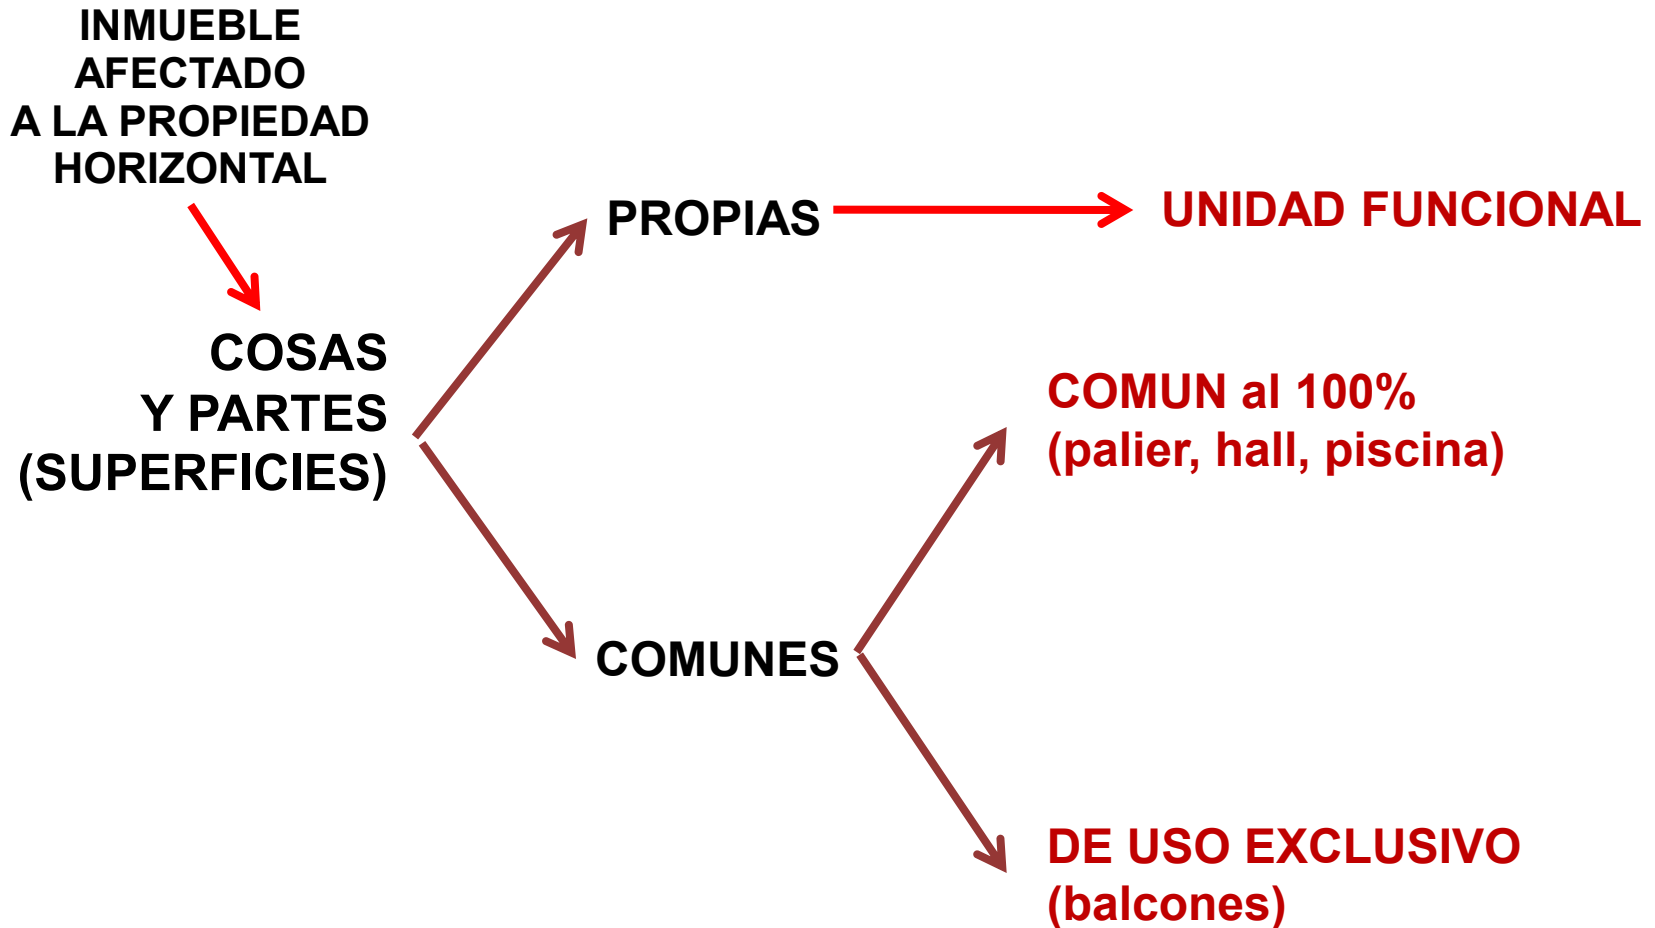 INMUEBLE
AFECTADO
A LA PROPIEDAD
HORIZONTAL
PROPIAS
UNIDAD FUNCIONAL
COSAS
Y PARTES
(SUPERFICIES)
COMUN al 100%
(palier, hall, piscina)
COMUNES
DE USO EXCLUSIVO
(balcones)